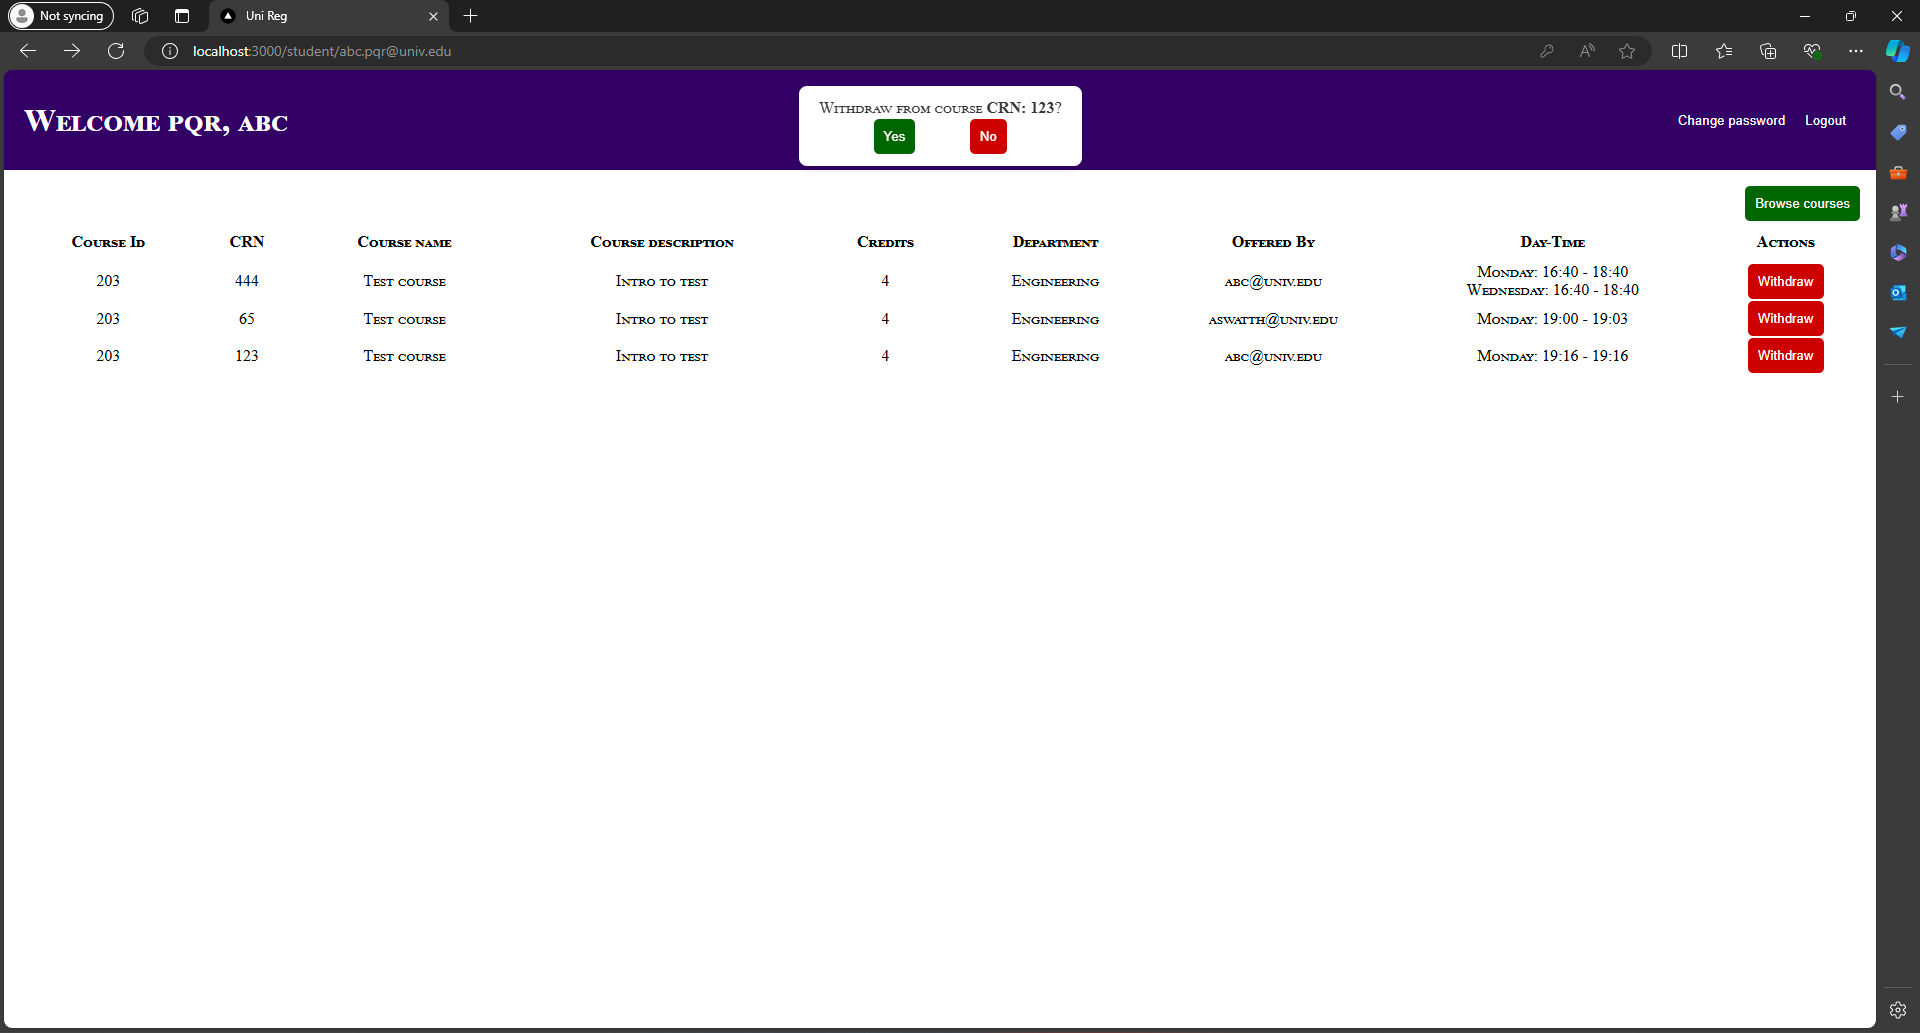 Not syncing
Uni Reg
localhost:3000/student/abc.pqr@univ.edu
Welcome pqr, abc
Withdraw from course CRN: 123?
Yes No
Change password Logout
Browse courses
Course Id CRN Course name Course description Credits Department Offered By Day-Time Actions
203 444 Test course Intro to test 4 Engineering abc@univ.edu Monday: 16:40 - 18:40 Withdraw
Wednesday: 16:40 - 18:40
203 65 Test course Intro to test 4 Engineering aswatth@univ.edu Monday: 19:00 - 19:03 Withdraw
203 123 Test course Intro to test 4 Engineering abc@univ.edu Monday: 19:16 - 19:16 Withdraw